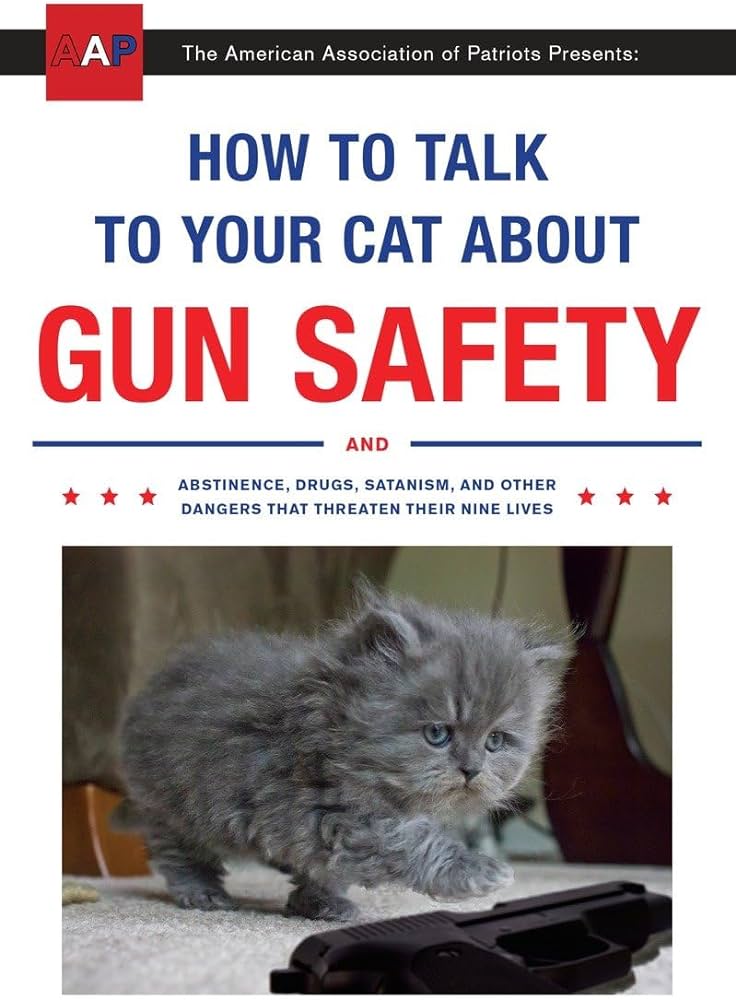 AAP
The American Association of Patriots Presents:
HOW TO TALK
TO YOUR CAT ABOUT
GUN SAFETY
AND
ABSTINENCE, DRUGS, SATANISM, AND OTHER
DANGERS THAT THREATEN THEIR NINE LIVES